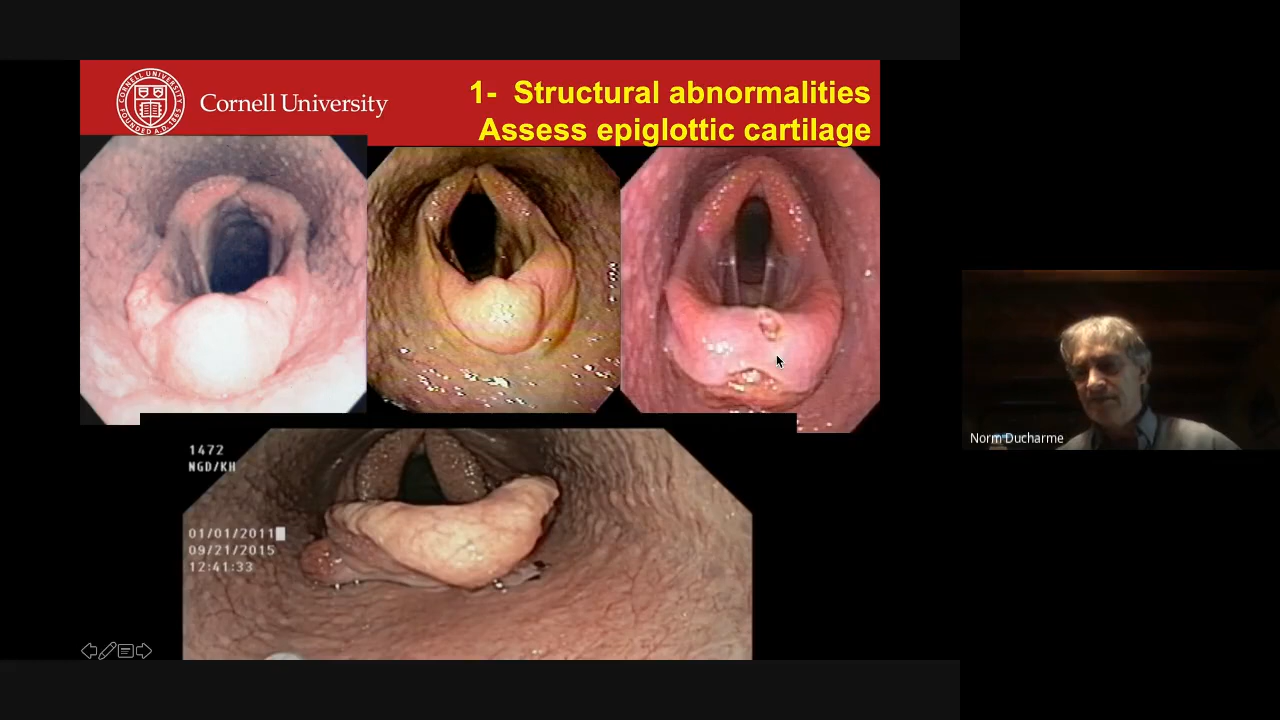 Cornell University
1- Structural abnormalities
Assess epiglottic cartilage
1472
NGD/KH
01/01/2011
09/21/2015
12:41:33
Norm Ducharme